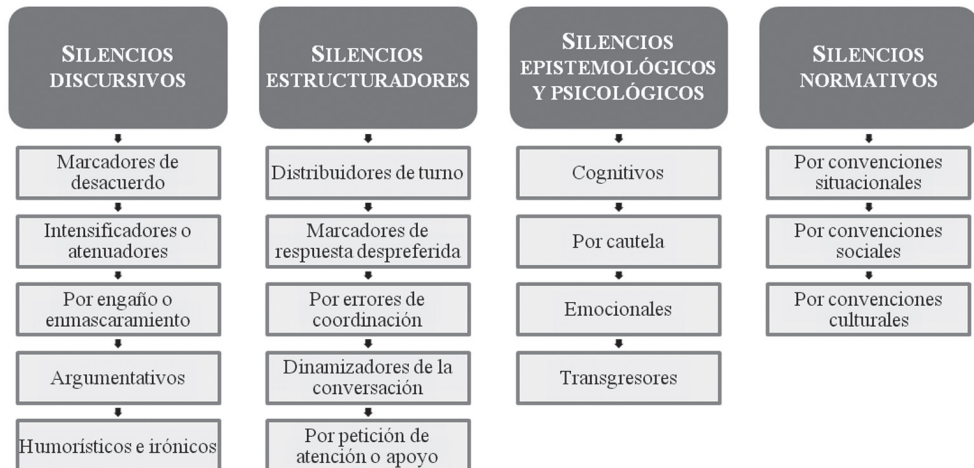 SILENCIOS
DISCURSIVOS
Marcadores de
desacuerdo
Intensificadores o
atenuadores
Por engaño o
enmascaramiento
Argumentativos
Humorísticos e irónicos
SILENCIOS
ESTRUCTURADORES
Distribuidores de turno
Marcadores de
respuesta despreferida
Por errores de
coordinación
Dinamizadores de la
conversación
Por petición de
atención o apoyo
SILENCIOS
EPISTEMOLÓGICOS
Y PSICOLÓGICOS
Cognitivos
Por cautela
Emocionales
Transgresores
SILENCIOS
NORMATIVOS
Por convenciones
situacionales
Por convenciones
sociales
Por convenciones
culturales